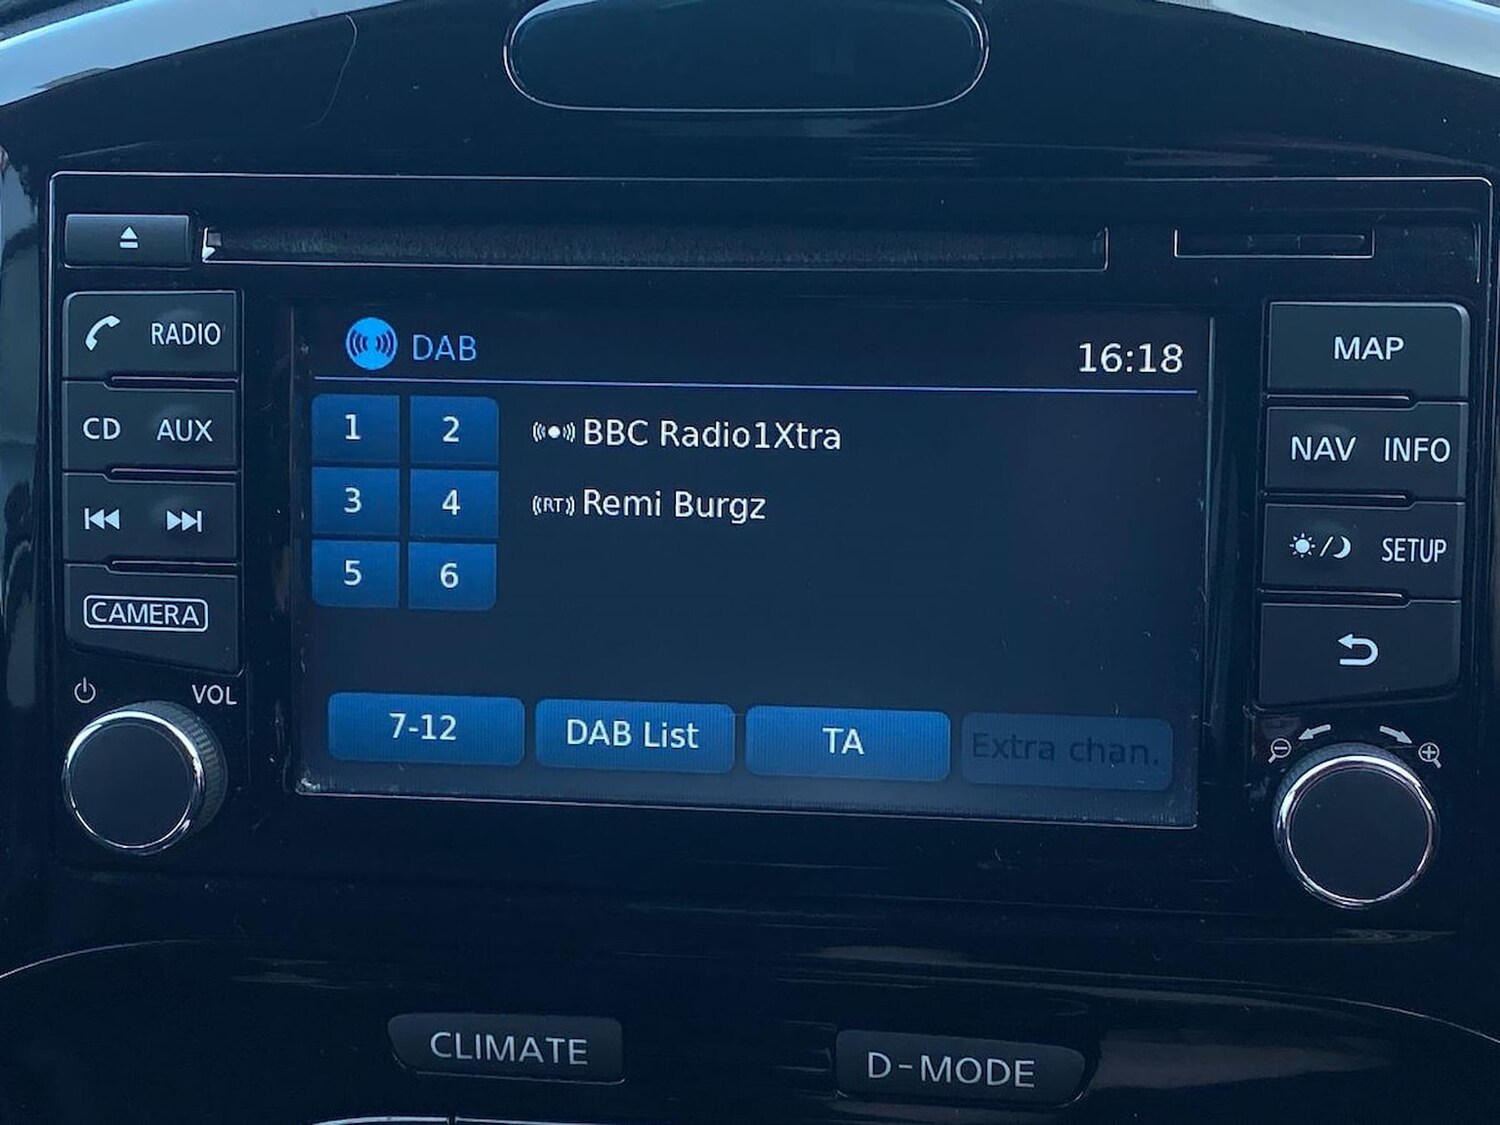 RADIO
CD AUX
CAMERA
VOL
DAB 16:18
1 2 BBC Radio1Xtra
3 4 RT Remi Burgz
5 6
7-12 DAB List TA Extra chan.
MAP
NAV INFO
SETUP
CLIMATE D-MODE